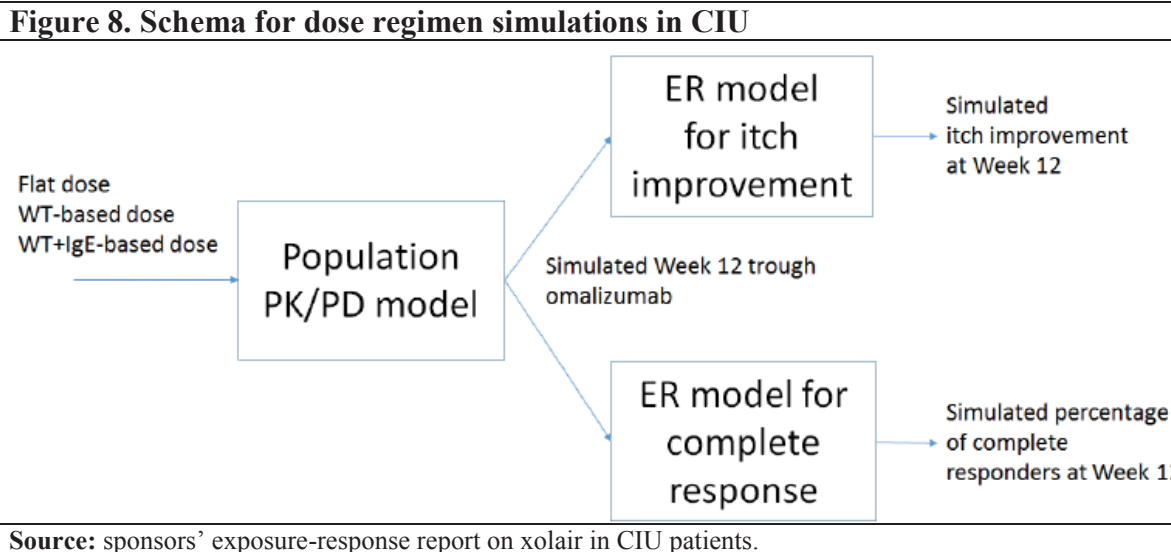 Figure 8. Schema for dose regimen simulations in CIU
Flat dose
WT-based dose
WT+IgE-based dose
Population
PK/PD model
Simulated Week 12 trough
omalizumab
ER model
for itch
improvement
Simulated
itch improvement
at Week 12
ER model for
complete
response
Simulated percentage
of complete
responders at Week
Source: sponsors’ exposure-response report on xolair in CIU patients.